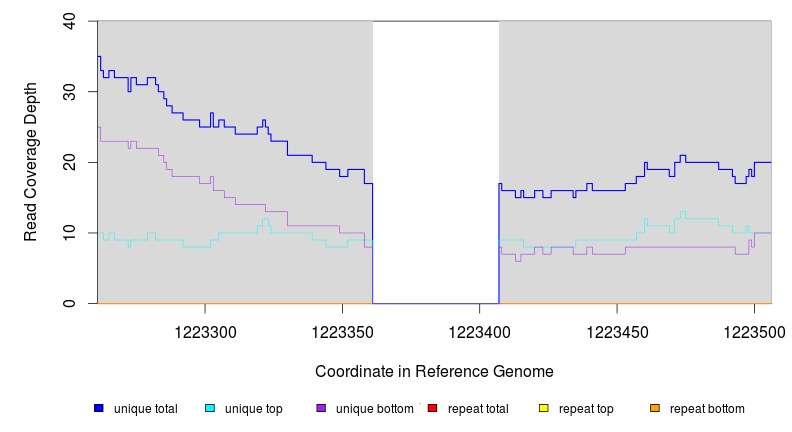 40
30
20
10
0
Read Coverage Depth
1223300 1223350 1223400 1223450 1223500
Coordinate in Reference Genome
unique total unique top unique bottom repeat total repeat top repeat bottom